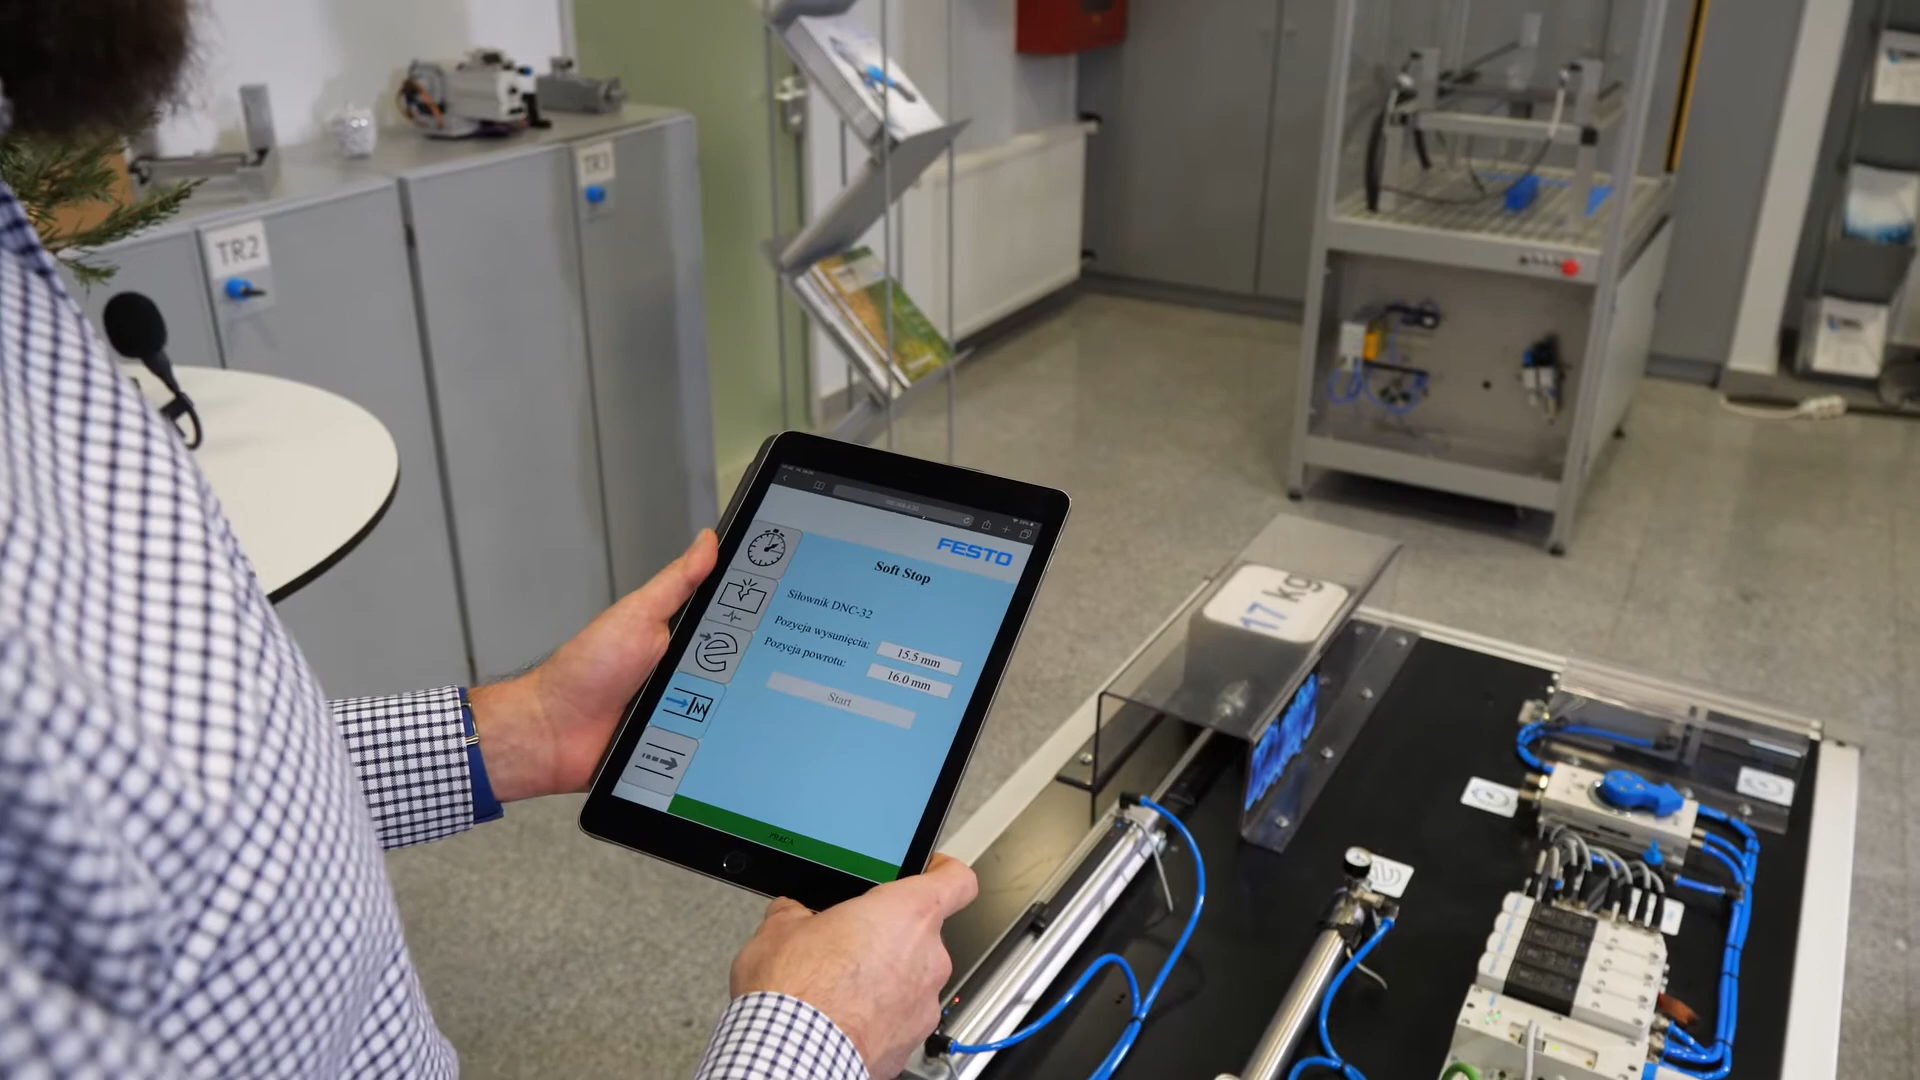 TR1
TR2
FESTO
Soft Stop
Siłownik DNC-32
Pozycja wysunięcia: 15.5 mm
Pozycja powrotu: 16.0 mm
Start
PRACA
17 kg